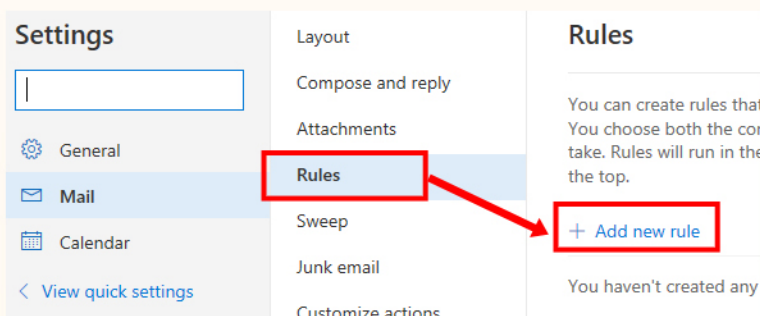 Settings
General
Mail
Calendar
View quick settings
Layout
Compose and reply
Attachments
Rules
Sweep
Junk email
Customize actions
Rules
You can create rules that
You choose both the
take. Rules will run in the
the top.
Add new rule
You haven't created any